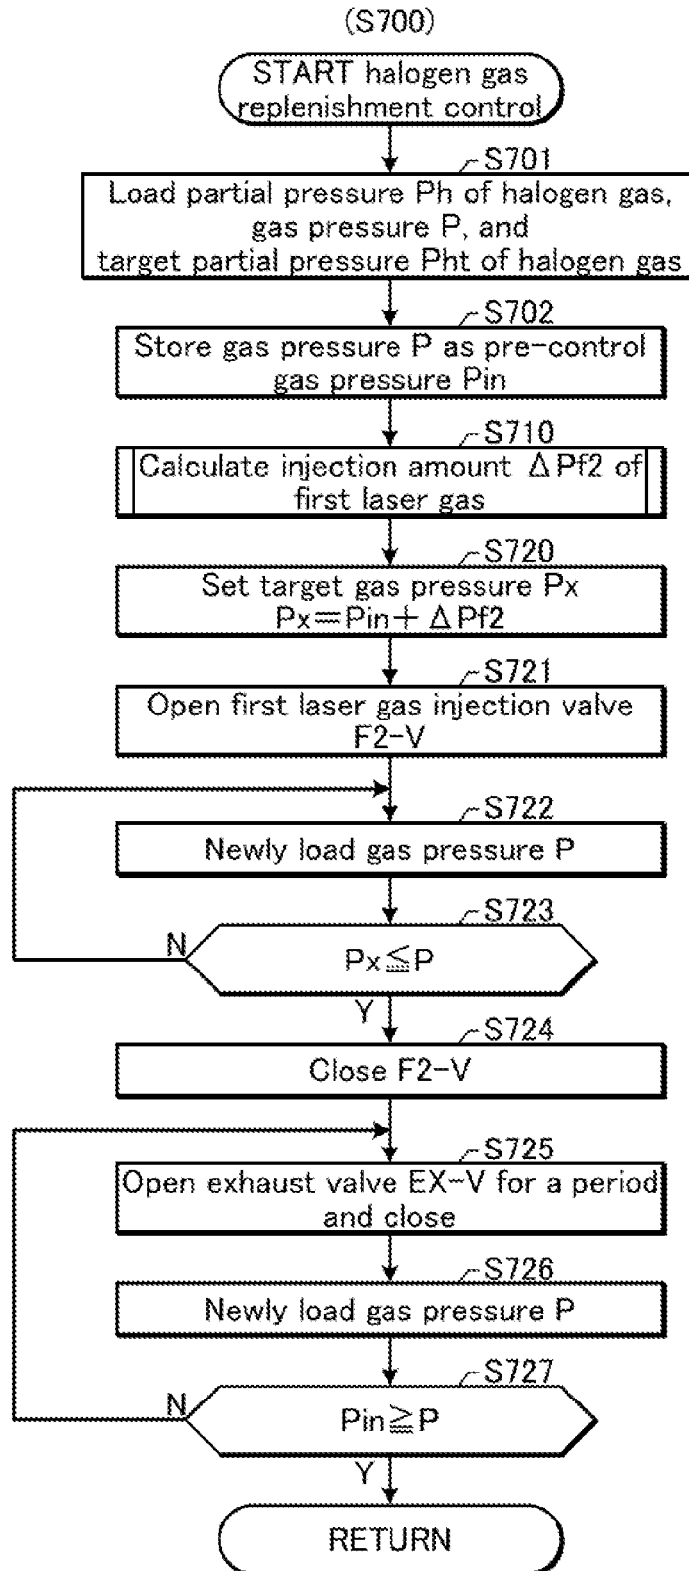 (S700)
START halogen gas
replenishment control
S701
Load partial pressure Ph of halogen gas,
gas pressure P, and
target partial pressure Pht of halogen gas
S702
Store gas pressure P as pre-control
gas pressure Pin
S710
Calculate injection amount ΔPf2 of
first laser gas
S720
Set target gas pressure Px
Px=Pin+ΔPf2
S721
Open first laser gas injection valve
F2-V
S722
Newly load gas pressure P
S723
N
Px≦P
Y
S724
Close F2-V
S725
Open exhaust valve EX-V for a period
and close
S726
Newly load gas pressure P
S727
N
Pin≧P
Y
RETURN